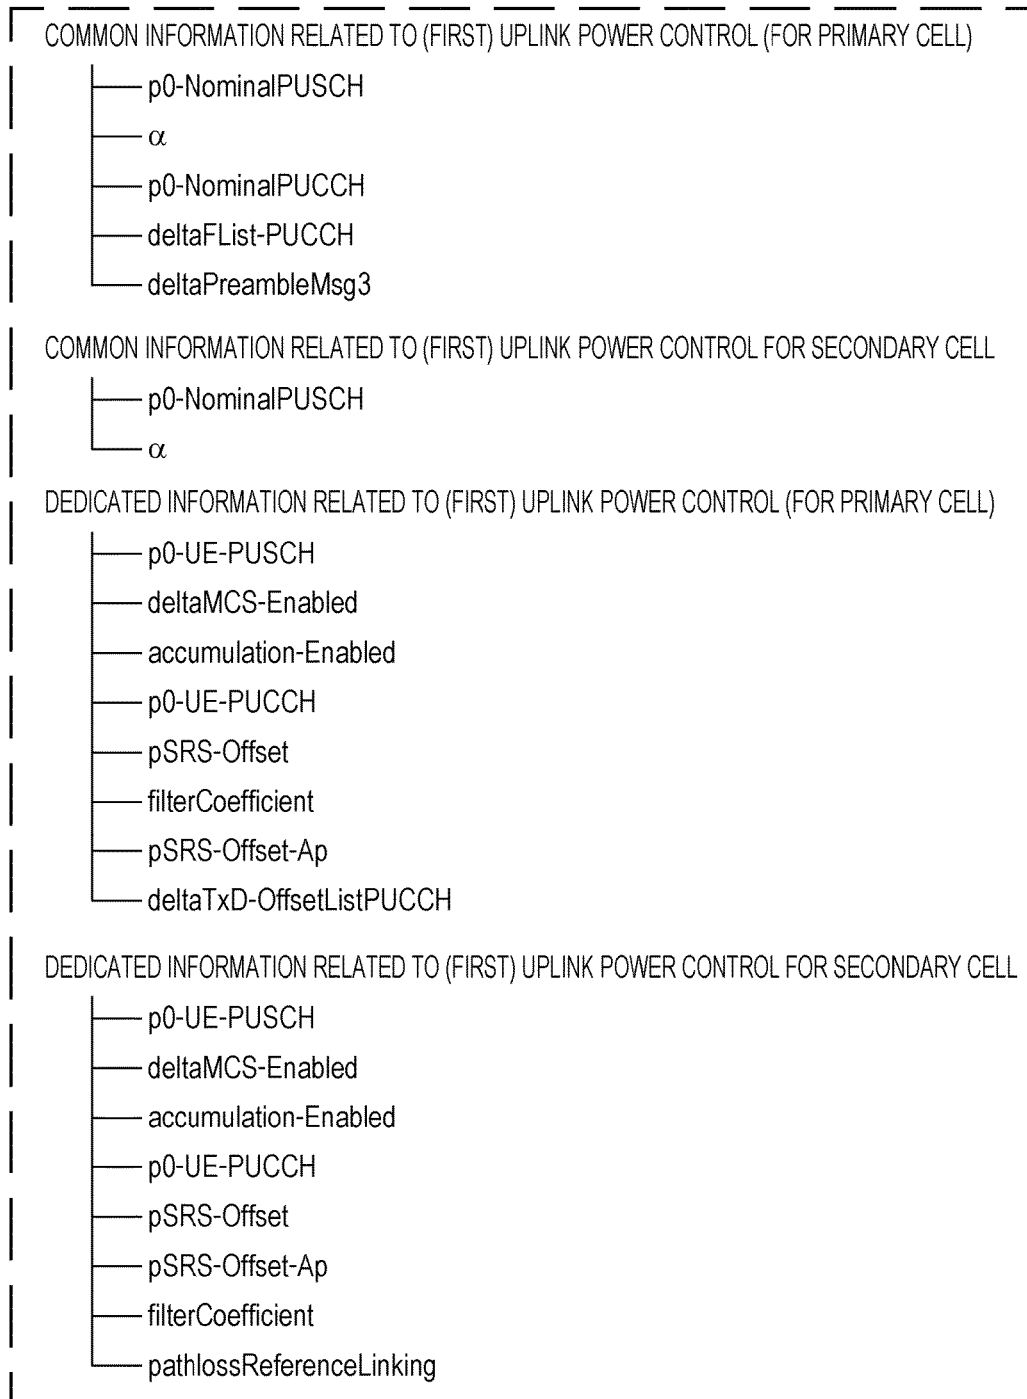 COMMON INFORMATION RELATED TO (FIRST) UPLINK POWER CONTROL (FOR PRIMARY CELL)
p0-NominalPUSCH
α
p0-NominalPUCCH
deltaFList-PUCCH
deltaPreambleMsg3
COMMON INFORMATION RELATED TO (FIRST) UPLINK POWER CONTROL FOR SECONDARY CELL
p0-NominalPUSCH
α
DEDICATED INFORMATION RELATED TO (FIRST) UPLINK POWER CONTROL (FOR PRIMARY CELL)
p0-UE-PUSCH
deltaMCS-Enabled
accumulation-Enabled
p0-UE-PUCCH
pSRS-Offset
filterCoefficient
pSRS-Offset-Ap
deltaTxD-OffsetListPUCCH
DEDICATED INFORMATION RELATED TO (FIRST) UPLINK POWER CONTROL FOR SECONDARY CELL
p0-UE-PUSCH
deltaMCS-Enabled
accumulation-Enabled
p0-UE-PUCCH
pSRS-Offset
pSRS-Offset-Ap
filterCoefficient
pathlossReferenceLinking